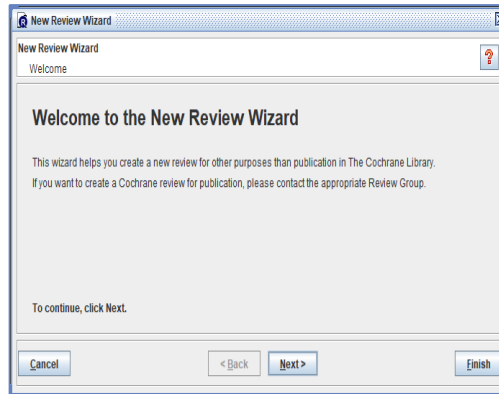 New Review Wizard
New Review Wizard
?
Welcome
Welcome to the New Review Wizard
This wizard helps you create a new review for other purposes than publication in The Cochrane Library.
If you want to create a Cochrane review for publication, please contact the appropriate Review Group.
To continue, click Next.
Cancel
< Back
Next >
Finish